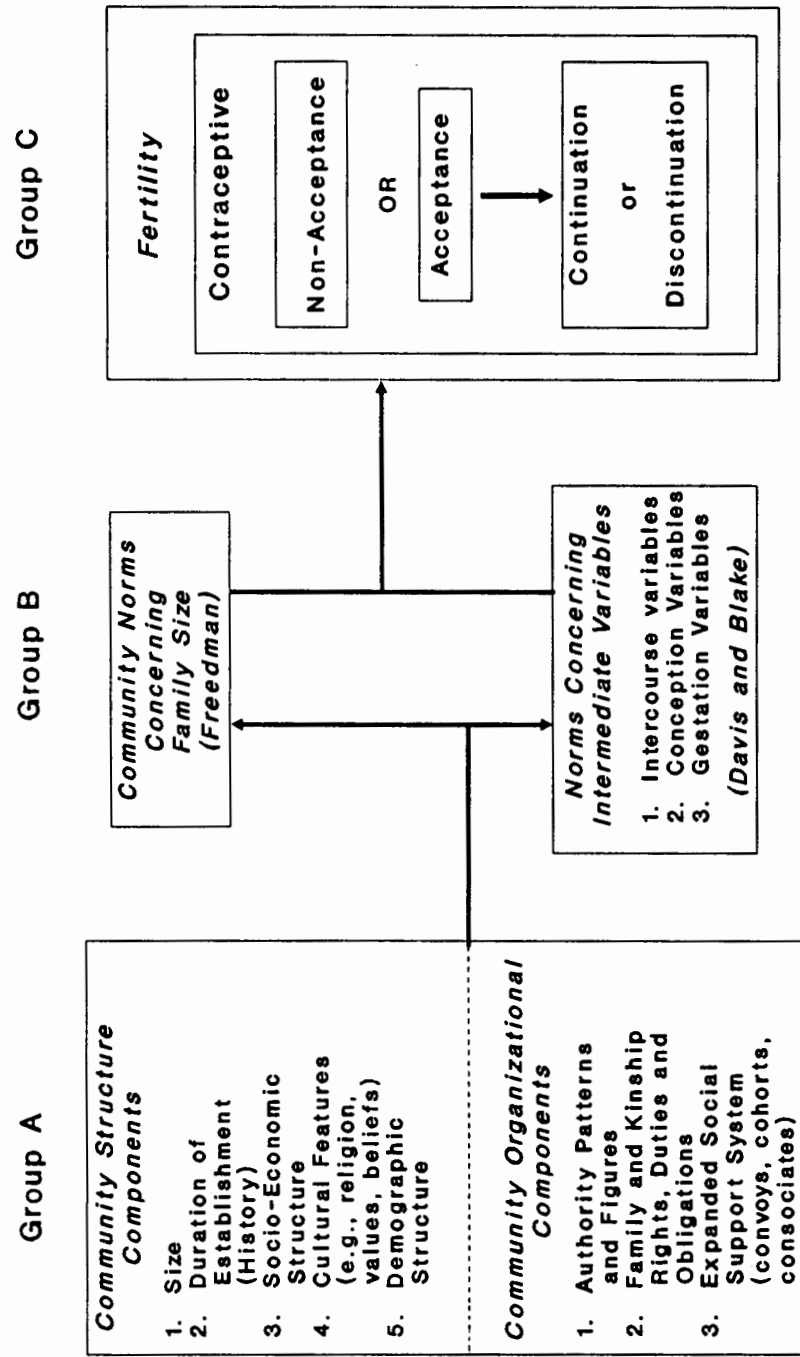 Group A
Community Structure
Components
1. Size
2. Duration of
Establishment
(History)
3. Socio-Economic
Structure
4. Cultural Features
(e.g., religion,
values, beliefs)
5. Demographic
Structure
Community Organizational
Components
1. Authority Patterns
and Figures
2. Family and Kinship
Rights, Duties and
Obligations
3. Expanded Social
Support System
(convoys, cohorts,
consociates)
Group B
Community Norms
Concerning
Family Size
(Freedman)
Norms Concerning
Intermediate Variables
1. Intercourse variables
2. Conception Variables
3. Gestation Variables
(Davis and Blake)
Group C
Fertility
Contraceptive
Non-Acceptance
OR
Acceptance
Continuation
or
Discontinuation